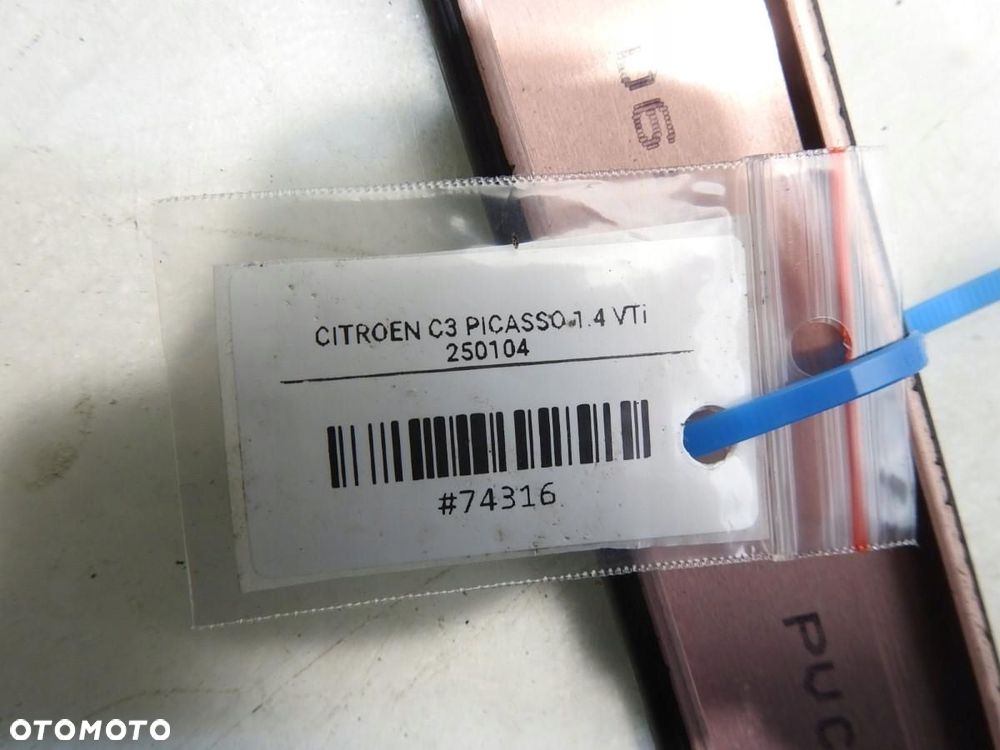 CITROEN C3 PICASSO 1.4 VTi
250104
#74316
OTOMOTO